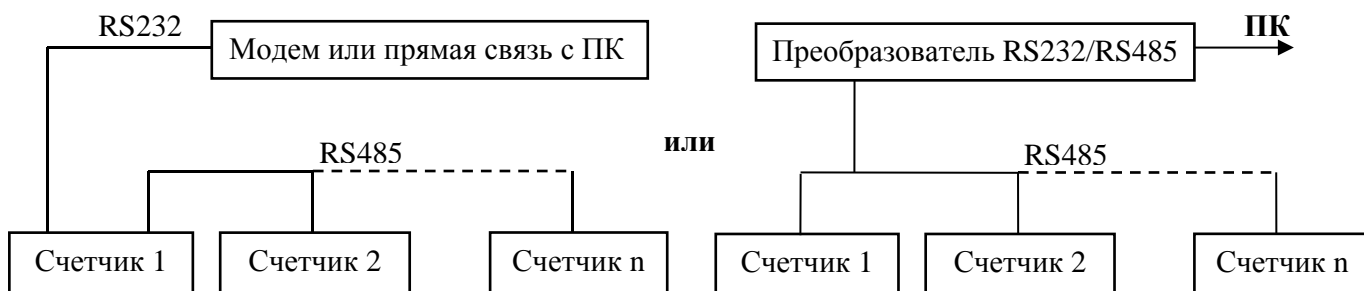 RS232
Модем или прямая связь с ПК
RS485
Счетчик 1
Счетчик 2
Счетчик n
или
Преобразователь RS232/RS485
ПК
RS485
Счетчик 1
Счетчик 2
Счетчик n